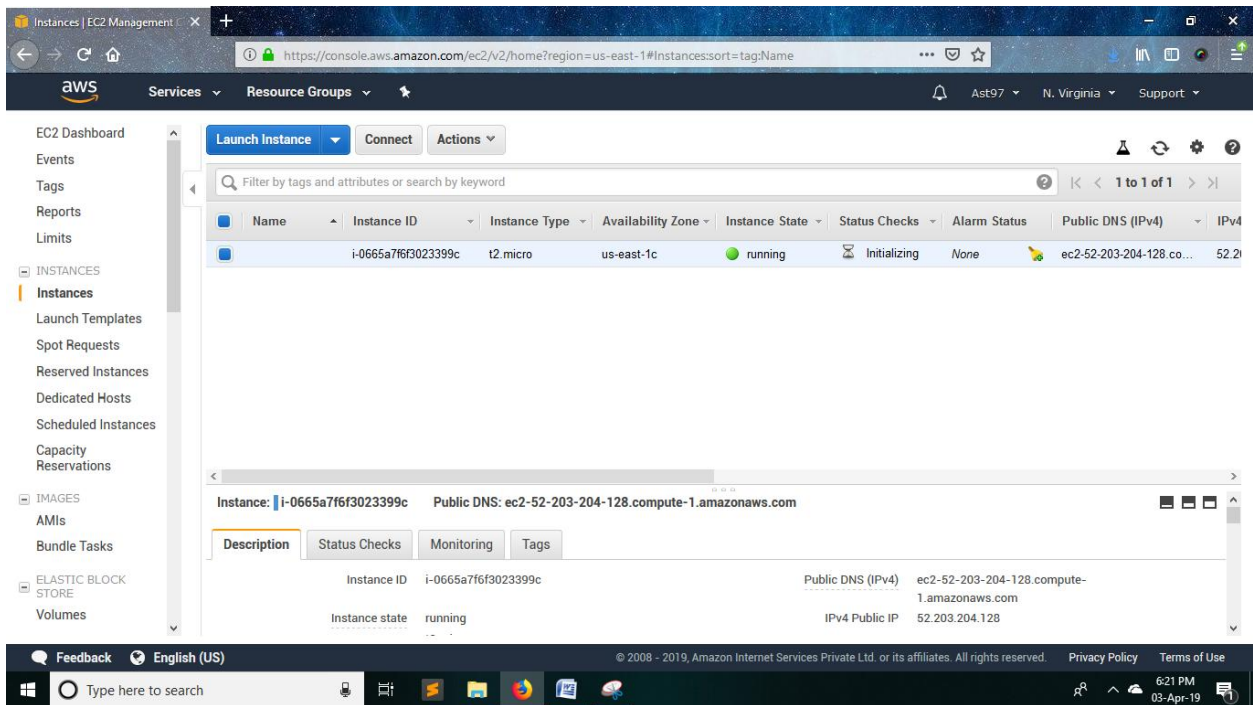 Instances | EC2 Management C
https://console.aws.amazon.com/ec2/v2/home?region=us-east-1#Instances:sort=tag:Name
aws Services Resource Groups Ast97 N. Virginia Support
EC2 Dashboard
Events
Tags
Reports
Limits
INSTANCES
Instances
Launch Templates
Spot Requests
Reserved Instances
Dedicated Hosts
Scheduled Instances
Capacity
Reservations
IMAGES
AMIs
Bundle Tasks
ELASTIC BLOCK
STORE
Volumes
Launch Instance Connect Actions
Filter by tags and attributes or search by keyword 1 to 1 of 1
Name Instance ID Instance Type Availability Zone Instance State Status Checks Alarm Status Public DNS (IPv4) IPv4
i-0665a7f6f3023399c t2.micro us-east-1c running Initializing None ec2-52-203-204-128.co... 52.20
Instance: i-0665a7f6f3023399c Public DNS: ec2-52-203-204-128.compute-1.amazonaws.com
Description Status Checks Monitoring Tags
Instance ID i-0665a7f6f3023399c Public DNS (IPv4) ec2-52-203-204-128.compute-
1.amazonaws.com
Instance state running IPv4 Public IP 52.203.204.128
Feedback English (US) © 2008 - 2019, Amazon Internet Services Private Ltd. or its affiliates. All rights reserved. Privacy Policy Terms of Use
Type here to search 6:21 PM
03-Apr-19